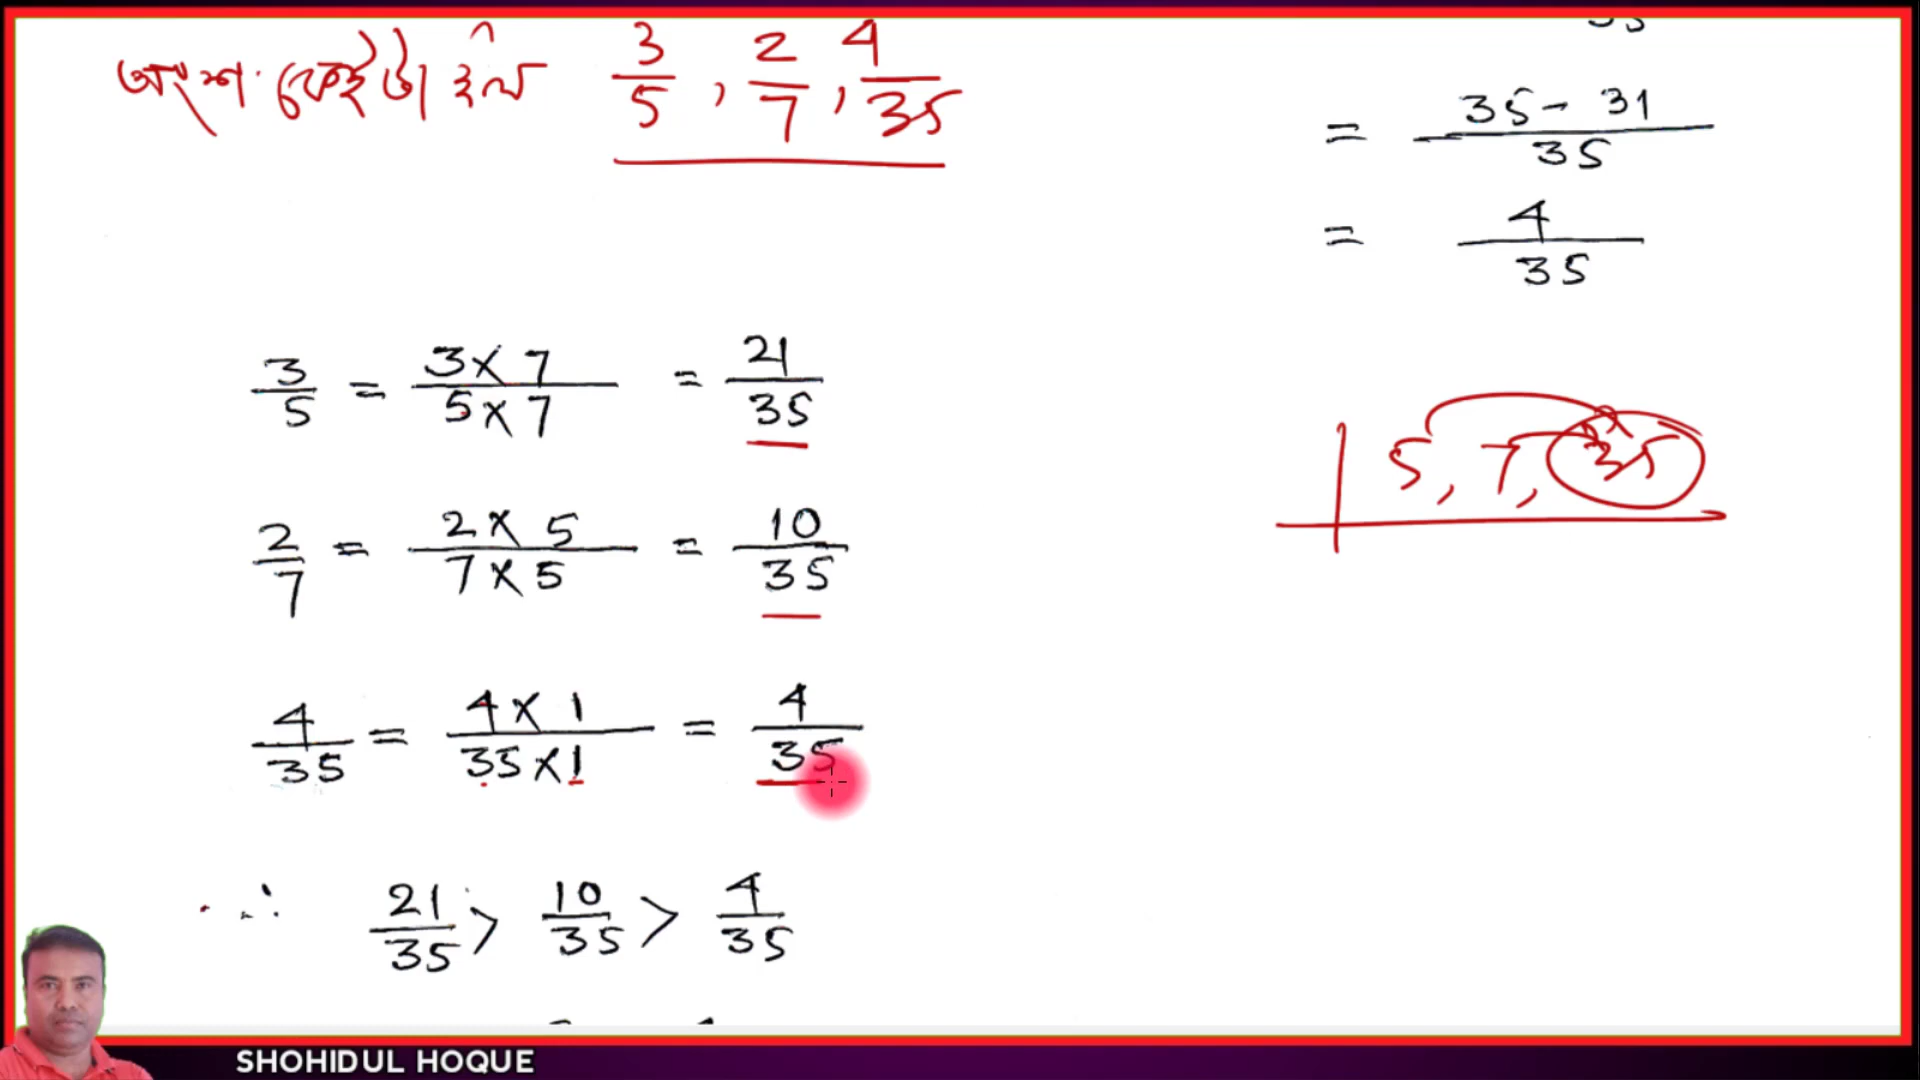 অংশ কেইটা হ'ল 3/5 , 2/7 , 4/35
= 35 - 31 / 35
= 4/35
3/5 = 3 × 7 / 5 × 7 = 21/35
5, 7, 35
2/7 = 2 × 5 / 7 × 5 = 10/35
4/35 = 4 × 1 / 35 × 1 = 4/35
∴ 21/35 > 10/35 > 4/35
SHOHIDUL HOQUE